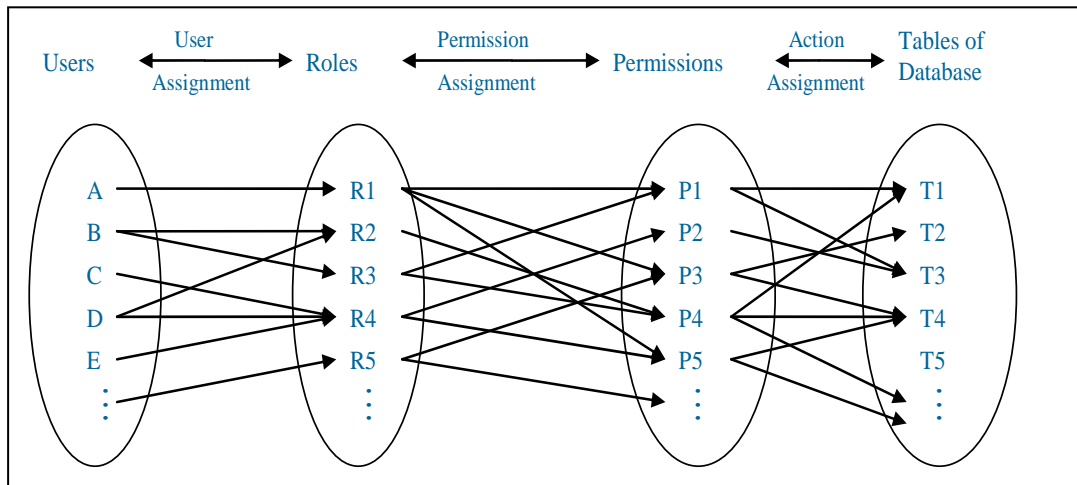 Users
User
Assignment
Roles
Permission
Assignment
Permissions
Action
Assignment
Tables of
Database
A
B
C
D
E
⋮
R1
R2
R3
R4
R5
⋮
P1
P2
P3
P4
P5
⋮
T1
T2
T3
T4
T5
⋮